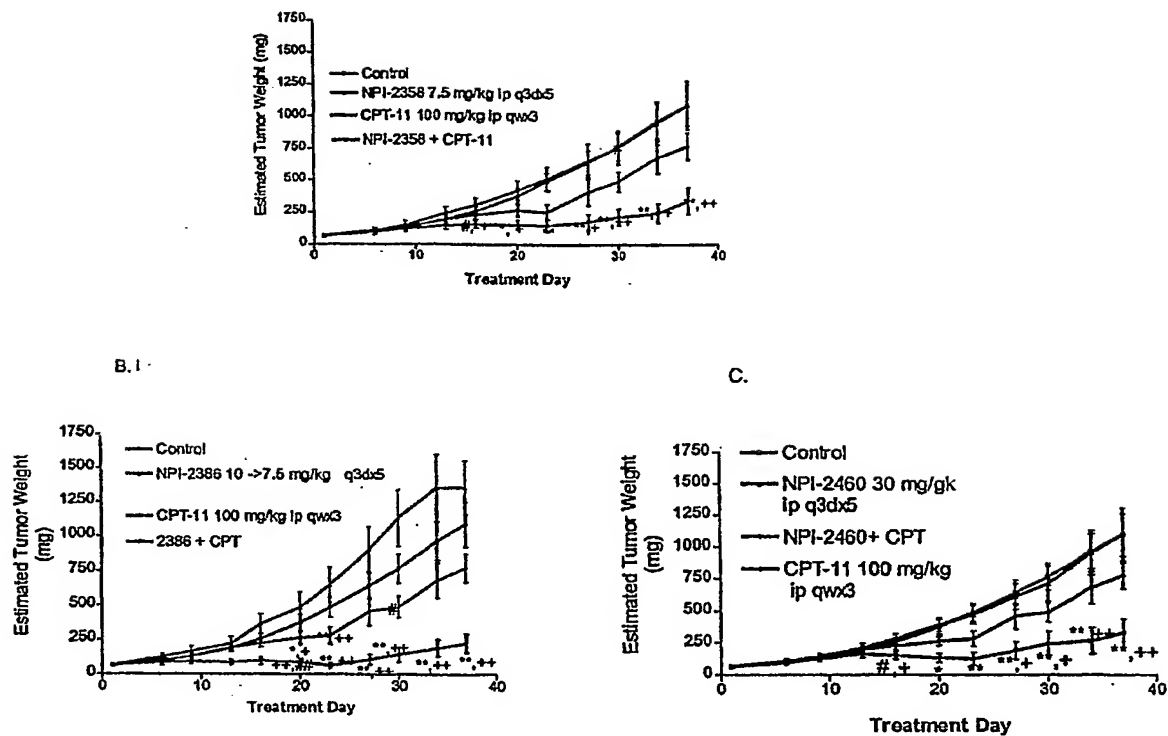 1750
1500
1250
1000
750
500
250
0
Estimated Tumor Weight (mg)
Control
NPI-2358 7.5 mg/kg ip q3dx5
CPT-11 100 mg/kg ip qwx3
NPI-2358 + CPT-11
0 10 20 30 40
Treatment Day
B.
1750
1500
1250
1000
750
500
250
0
Estimated Tumor Weight
(mg)
Control
NPI-2386 10 ->7.5 mg/kg q3dx5
CPT-11 100 mg/kg ip qwx3
2386 + CPT
0 10 20 30 40
Treatment Day
C.
1750
1500
1250
1000
750
500
250
0
Estimated Tumor Weight
(mg)
Control
NPI-2460 30 mg/gk
ip q3dx5
NPI-2460+ CPT
CPT-11 100 mg/kg
ip qwx3
0 10 20 30 40
Treatment Day